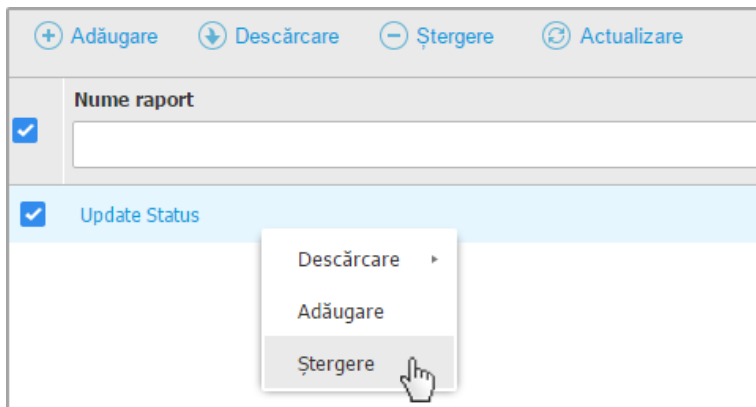 Adăugare Descărcare Ștergere Actualizare
Nume raport
Update Status
Descărcare
Adăugare
Ștergere